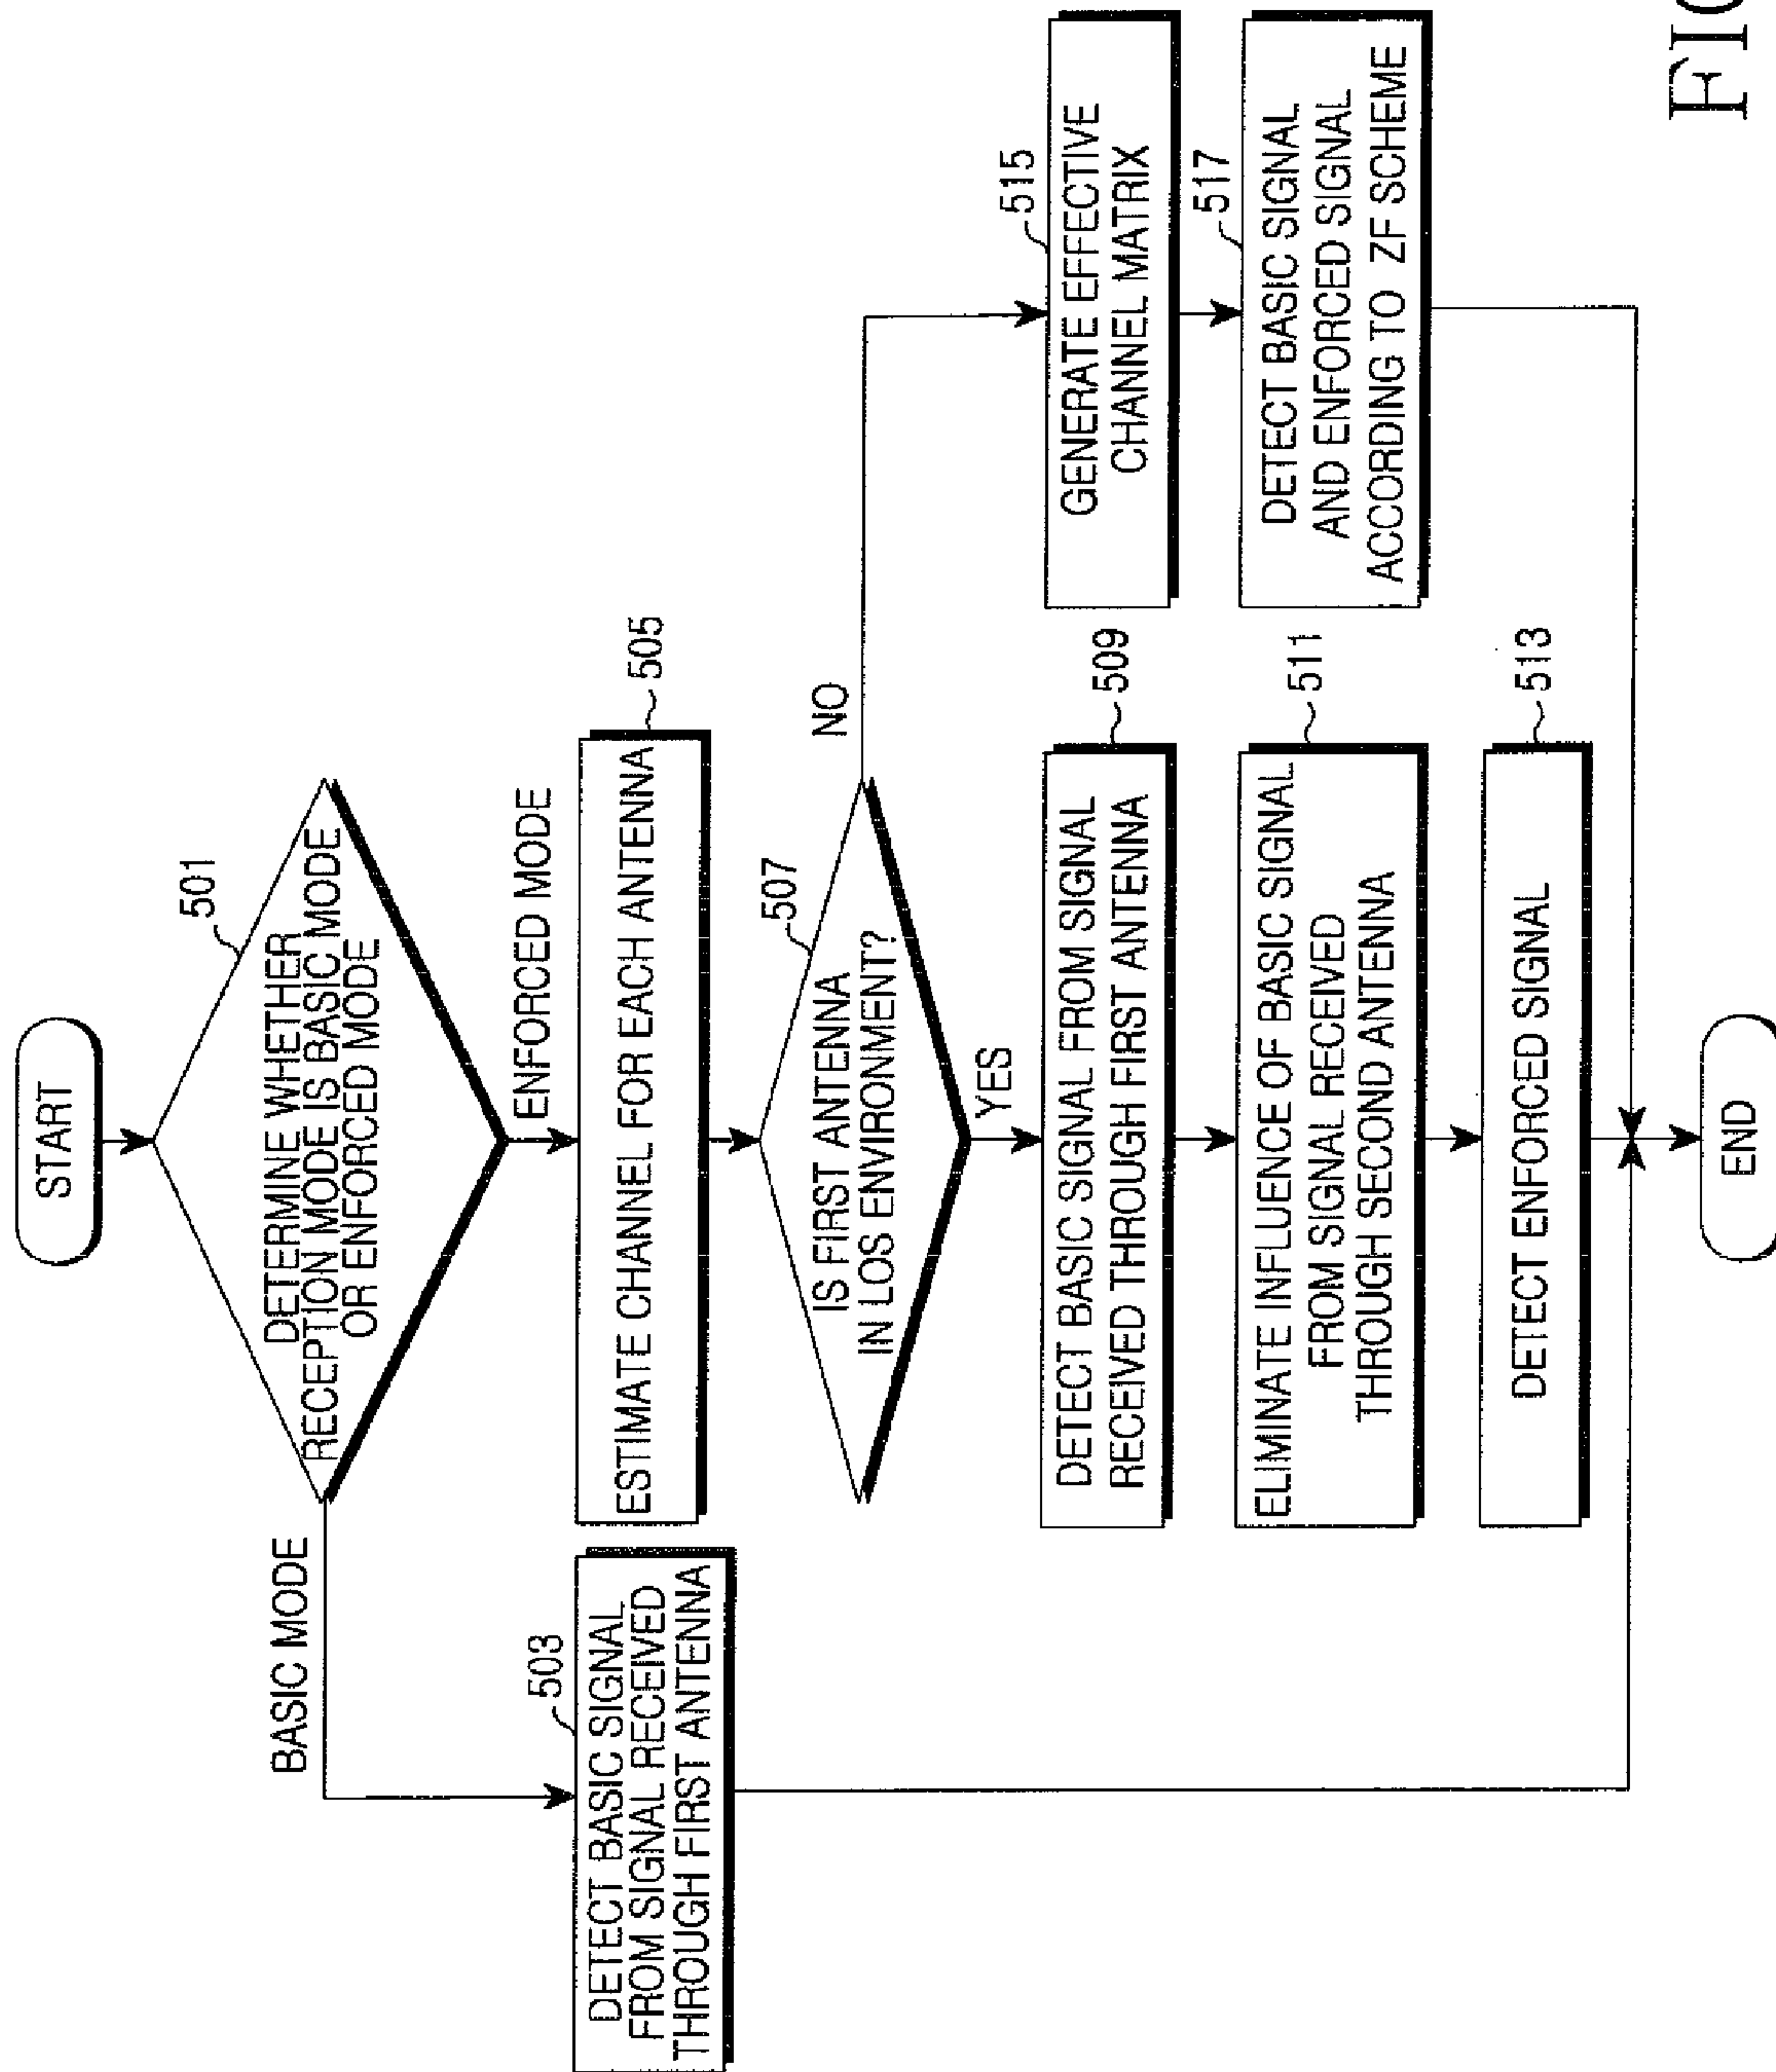 START
501
DETERMINE WHETHER
RECEPTION MODE IS BASIC MODE
OR ENFORCED MODE
BASIC MODE
ENFORCED MODE
503
DETECT BASIC SIGNAL
FROM SIGNAL RECEIVED
THROUGH FIRST ANTENNA
505
ESTIMATE CHANNEL FOR EACH ANTENNA
507
IS FIRST ANTENNA
IN LOS ENVIRONMENT?
NO
YES
509
DETECT BASIC SIGNAL FROM SIGNAL
RECEIVED THROUGH FIRST ANTENNA
511
ELIMINATE INFLUENCE OF BASIC SIGNAL
FROM SIGNAL RECEIVED
THROUGH SECOND ANTENNA
513
DETECT ENFORCED SIGNAL
515
GENERATE EFFECTIVE
CHANNEL MATRIX
517
DETECT BASIC SIGNAL
AND ENFORCED SIGNAL
ACCORDING TO ZF SCHEME
END